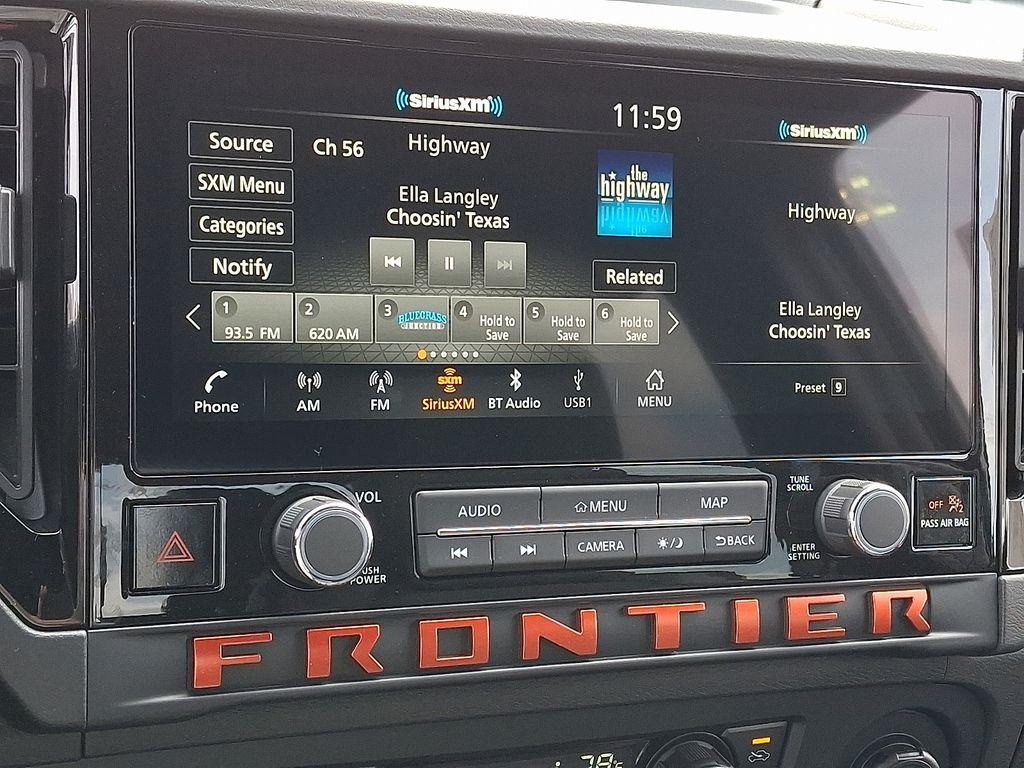 SiriusXM
11:59
SiriusXM
Source
Ch 56
Highway
the
highway
SXM Menu
Ella Langley
Choosin' Texas
Highway
Categories
Notify
Related
1
93.5 FM
2
620 AM
3
BLUEGRASS
4
Hold to
Save
5
Hold to
Save
6
Hold to
Save
Ella Langley
Choosin' Texas
Phone
AM
FM
sxm
SiriusXM
BT Audio
USB1
MENU
Preset 9
VOL
PUSH
POWER
AUDIO
MENU
MAP
CAMERA
BACK
TUNE
SCROLL
ENTER
SETTING
OFF
2
PASS AIR BAG
FRONTIER
78°F